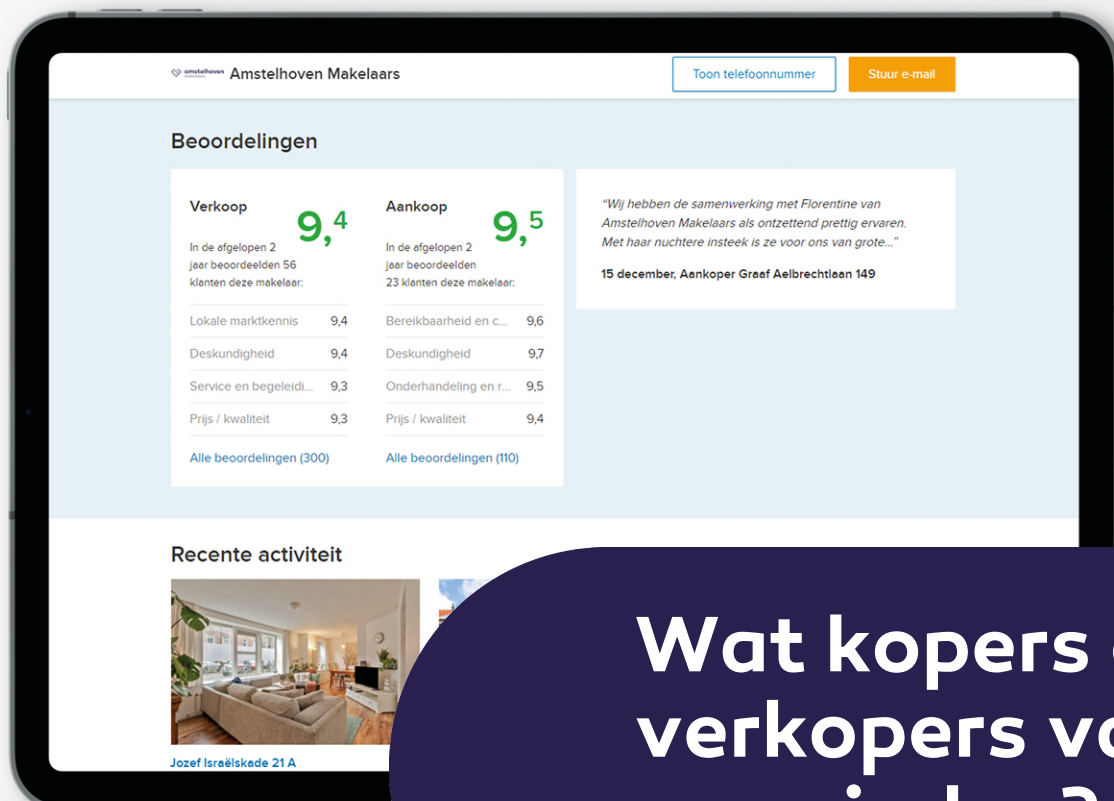 amstelhoven Amstelhoven Makelaars
Toon telefoonnummer
Stuur e-mail
Beoordelingen
Verkoop
9,4
In de afgelopen 2
jaar beoordeelden 56
klanten deze makelaar:
Lokale marktkennis 9,4
Deskundigheid 9,4
Service en begeleidi... 9,3
Prijs / kwaliteit 9,3
Alle beoordelingen (300)
Aankoop
9,5
In de afgelopen 2
jaar beoordeelden
23 klanten deze makelaar:
Bereikbaarheid en c... 9,6
Deskundigheid 9,7
Onderhandeling en r... 9,5
Prijs / kwaliteit 9,4
Alle beoordelingen (110)
“Wij hebben de samenwerking met Florentine van
Amstelhoven Makelaars als ontzettend prettig ervaren.
Met haar nuchtere insteek is ze voor ons van grote...”
15 december, Aankoper Graaf Aelbrechtlaan 149
Recente activiteit
Jozef Israëlskade 21 A
Wat kopers
verkopers